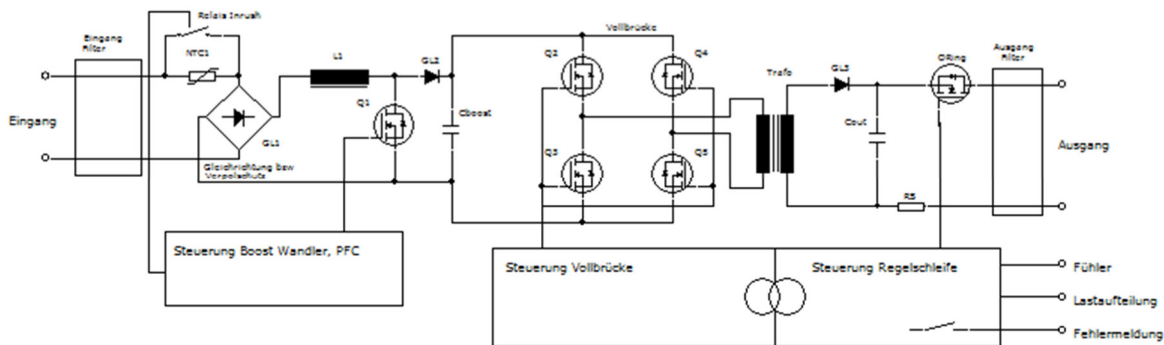 Relais Inrush
Eingang
Filter
NTC1
L1
GL2
Q1
Cboost
GL1
Gleichrichtung bzw
Verpolschutz
Eingang
Vollbrücke
Q2
Q4
Q3
Q5
Trafo
GL3
Cout
ORing
Ausgang
Filter
RS
Ausgang
Steuerung Boost Wandler, PFC
Steuerung Vollbrücke
Steuerung Regelschleife
Fühler
Lastaufteilung
Fehlermeldung